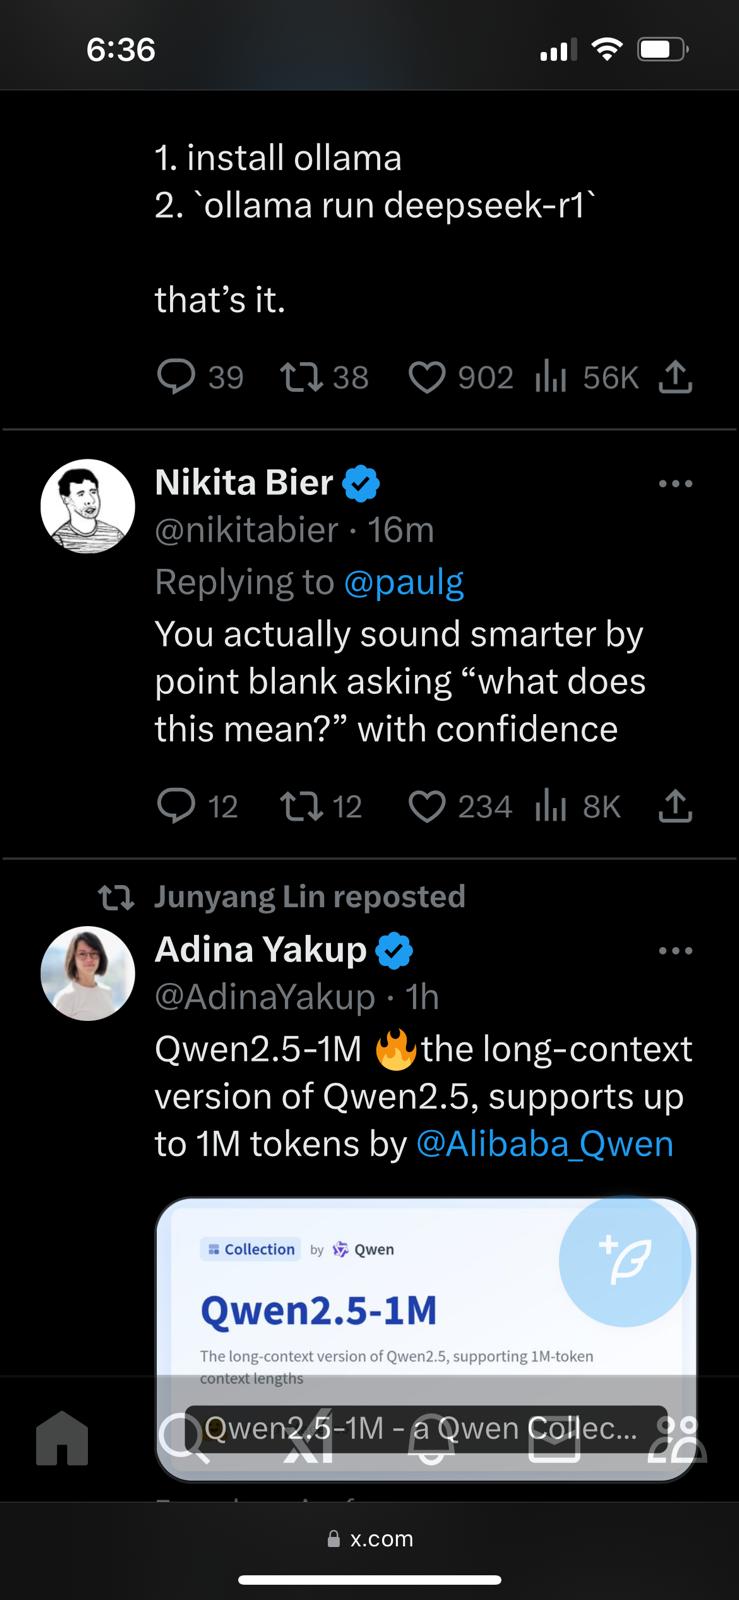 6:36
1. install ollama
2. `ollama run deepseek-r1`
that’s it.
39 38 902 56K
Nikita Bier
@nikitabier · 16m
Replying to @paulg
You actually sound smarter by
point blank asking “what does
this mean?” with confidence
12 12 234 8K
Junyang Lin reposted
Adina Yakup
@AdinaYakup · 1h
Qwen2.5-1M 🔥the long-context
version of Qwen2.5, supports up
to 1M tokens by @Alibaba_Qwen
Collection by Qwen
Qwen2.5-1M
The long-context version of Qwen2.5, supporting 1M-token
context lengths
Qwen2.5-1M - a Qwen Collec...
x.com